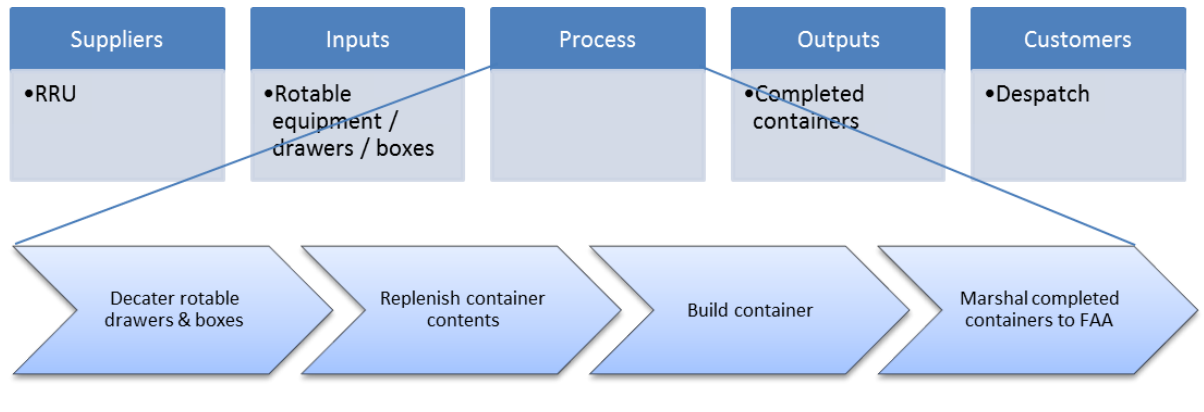 Suppliers
Inputs
Process
Outputs
Customers
•RRU
•Rotable
equipment /
drawers / boxes
•Completed
containers
•Despatch
Decater rotable
drawers & boxes
Replenish container
contents
Build container
Marshal completed
containers to FAA